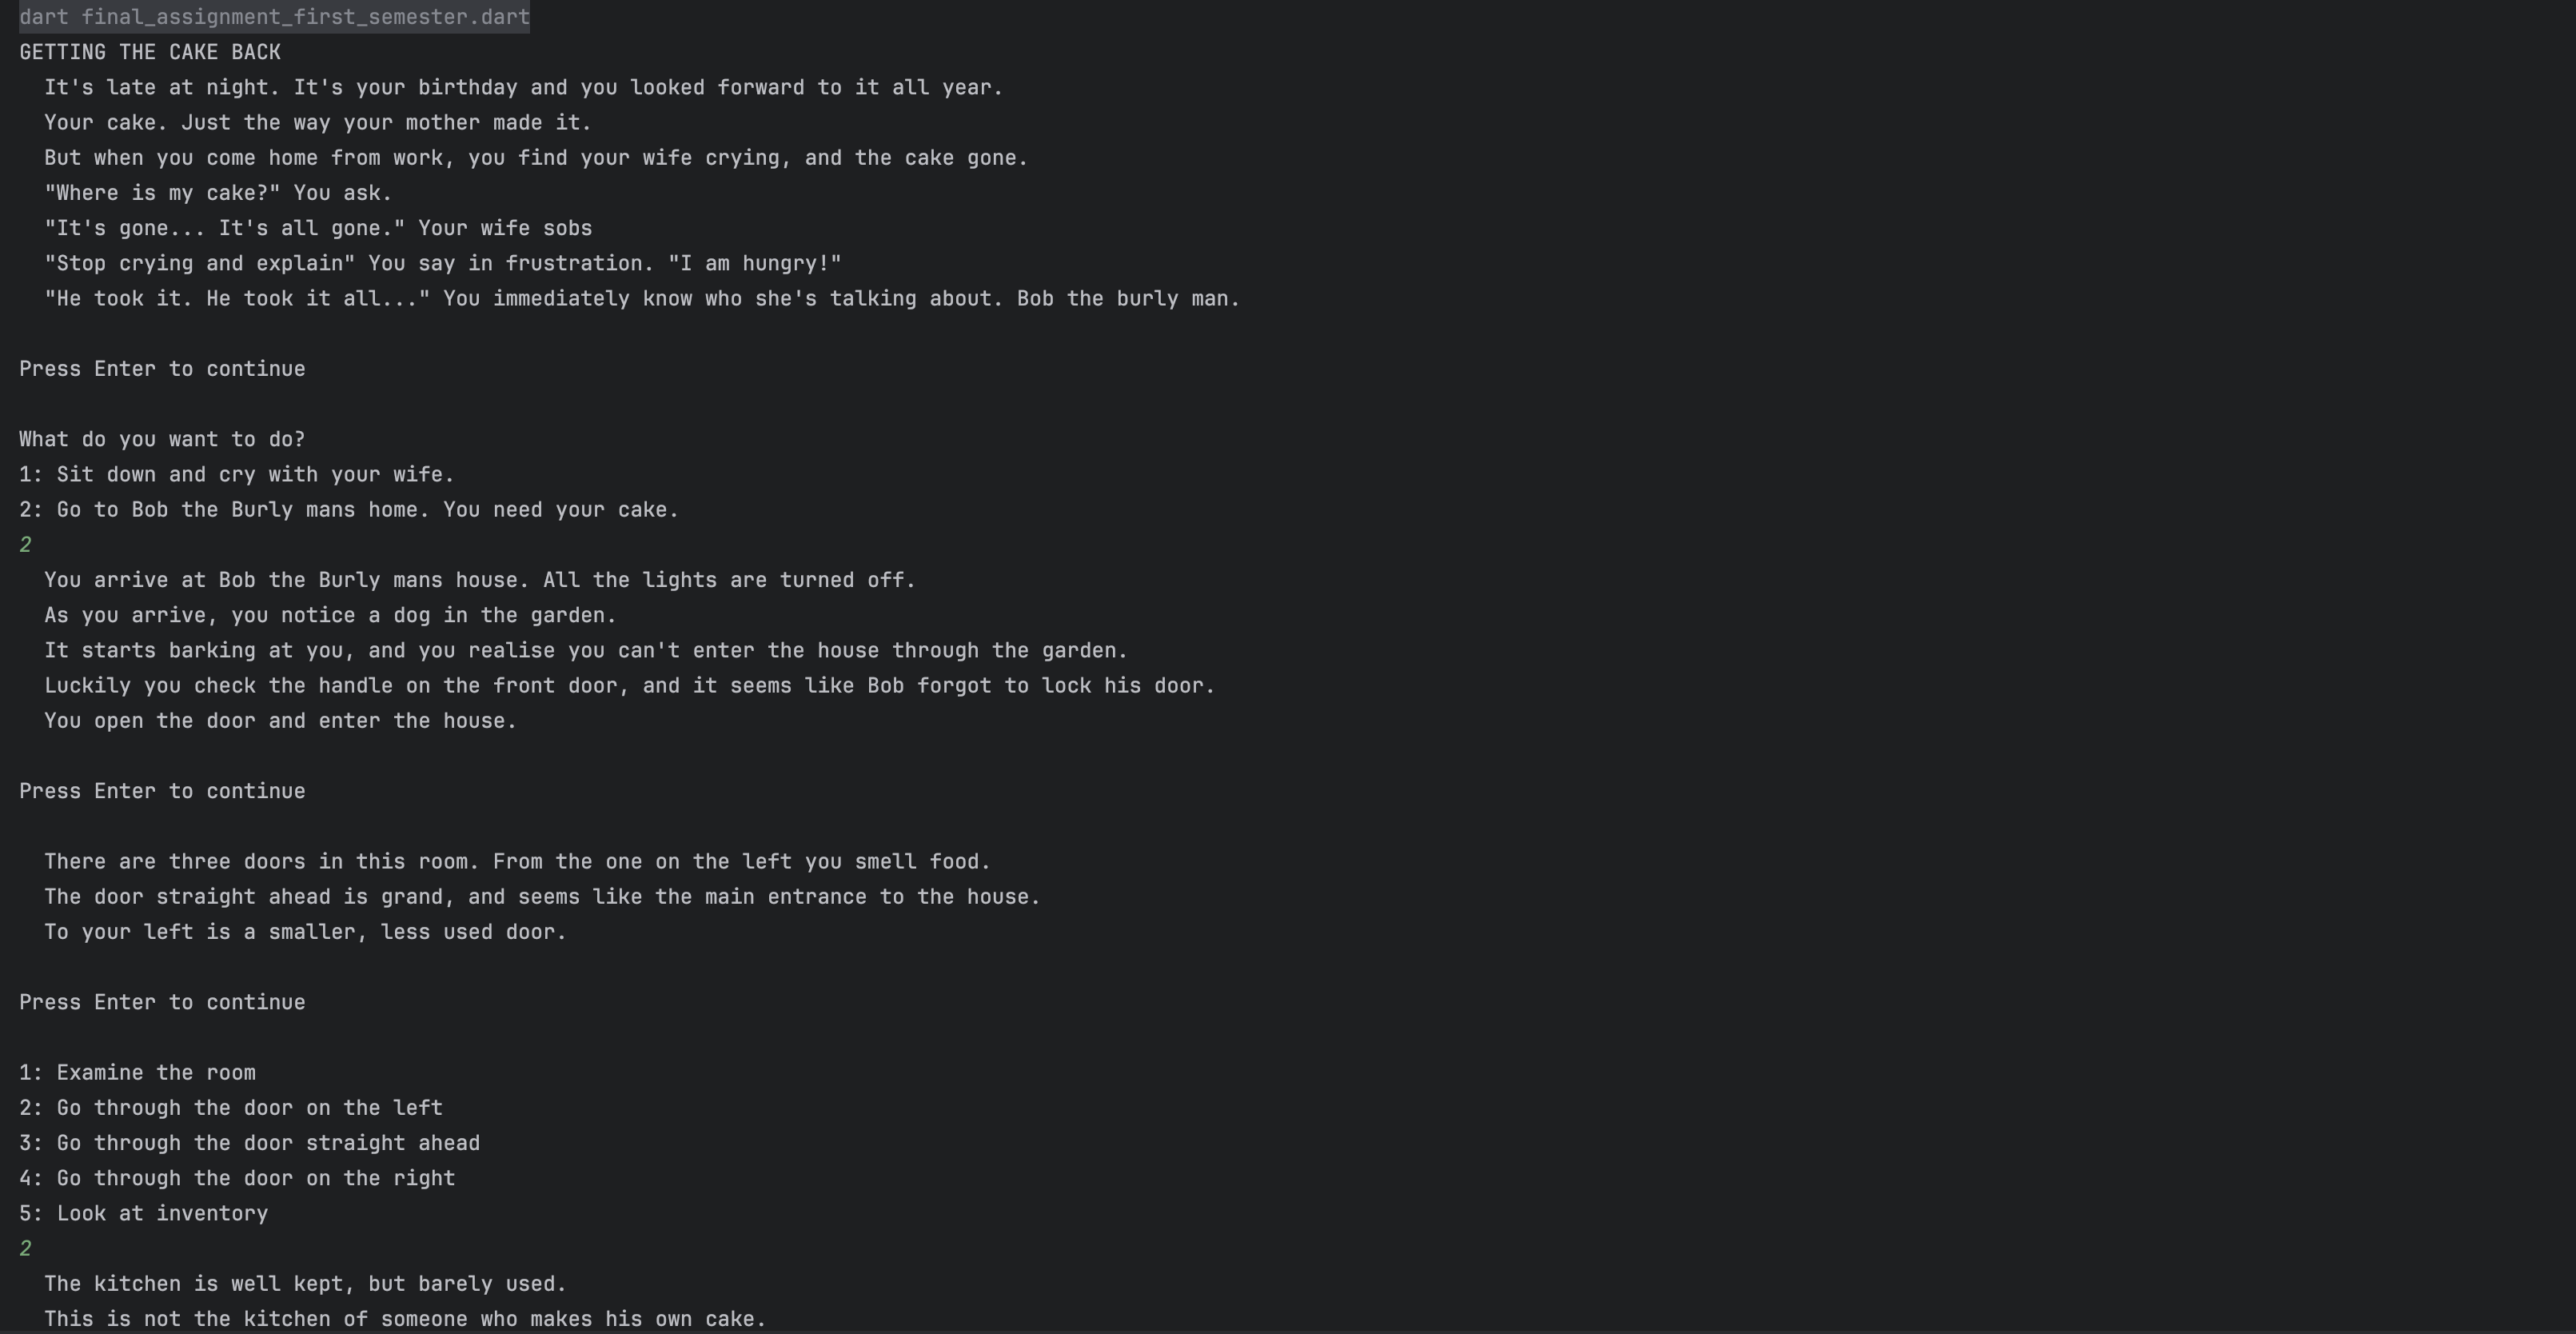 dart final_assignment_first_semester.dart
GETTING THE CAKE BACK
It's late at night. It's your birthday and you looked forward to it all year.
Your cake. Just the way your mother made it.
But when you come home from work, you find your wife crying, and the cake gone.
"Where is my cake?" You ask.
"It's gone... It's all gone." Your wife sobs
"Stop crying and explain" You say in frustration. "I am hungry!"
"He took it. He took it all..." You immediately know who she's talking about. Bob the burly man.
Press Enter to continue
What do you want to do?
1: Sit down and cry with your wife.
2: Go to Bob the Burly mans home. You need your cake.
2
You arrive at Bob the Burly mans house. All the lights are turned off.
As you arrive, you notice a dog in the garden.
It starts barking at you, and you realise you can't enter the house through the garden.
Luckily you check the handle on the front door, and it seems like Bob forgot to lock his door.
You open the door and enter the house.
Press Enter to continue
There are three doors in this room. From the one on the left you smell food.
The door straight ahead is grand, and seems like the main entrance to the house.
To your left is a smaller, less used door.
Press Enter to continue
1: Examine the room
2: Go through the door on the left
3: Go through the door straight ahead
4: Go through the door on the right
5: Look at inventory
2
The kitchen is well kept, but barely used.
This is not the kitchen of someone who makes his own cake.